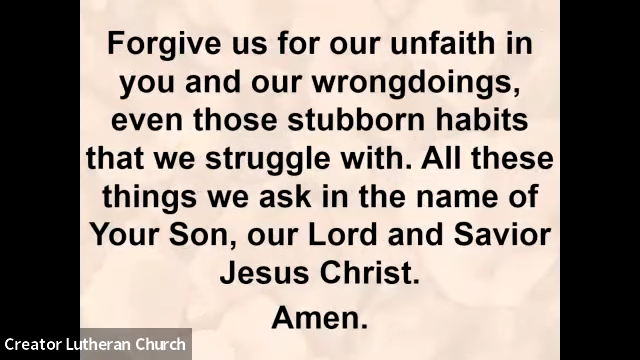 Forgive us for our unfaith in
you and our wrongdoings,
even those stubborn habits
that we struggle with. All these
things we ask in the name of
Your Son, our Lord and Savior
Jesus Christ.
Amen.
Creator Lutheran Church